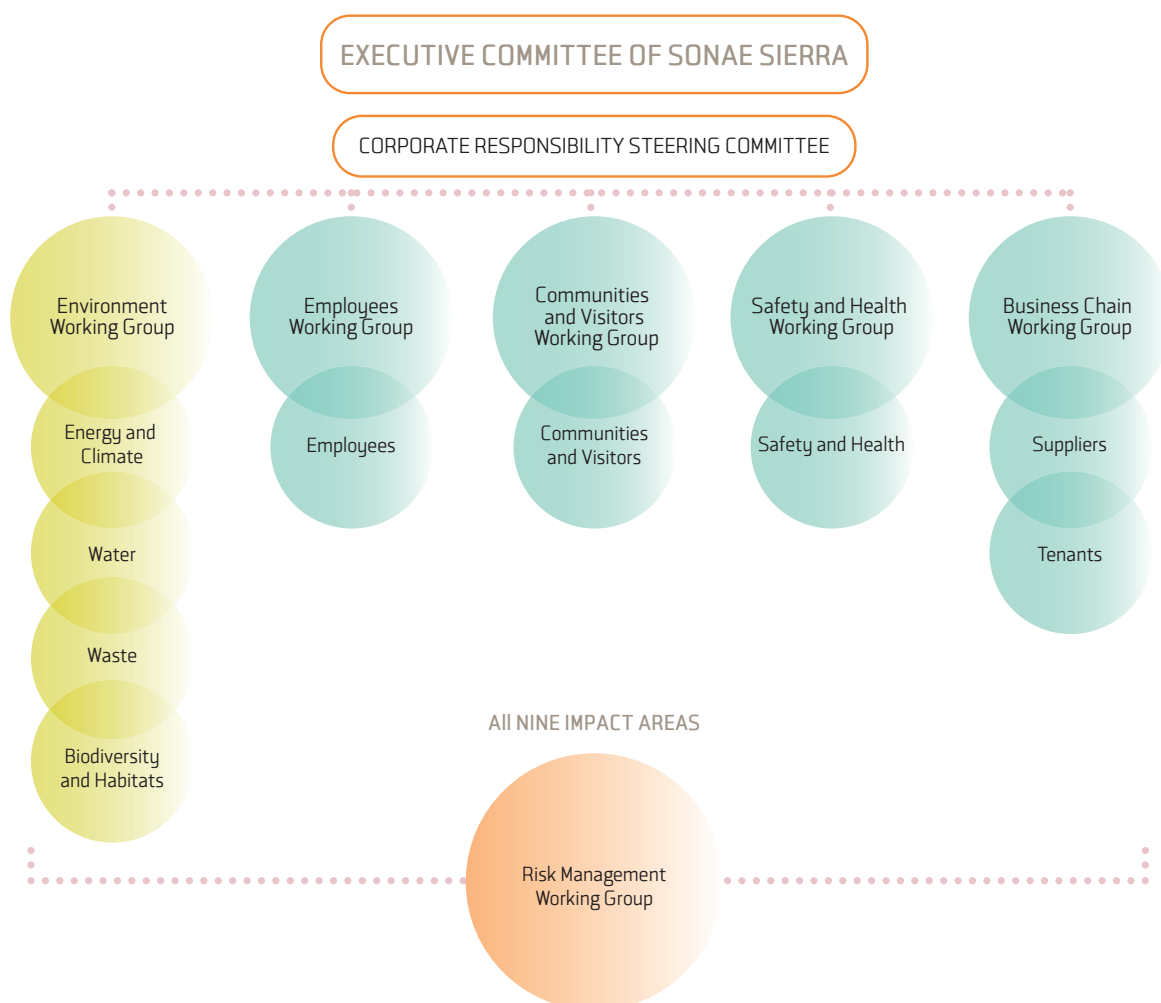 EXECUTIVE COMMITTEE OF SONAE SIERRA
CORPORATE RESPONSIBILITY STEERING COMMITTEE
Environment
Working Group
Energy and
Climate
Water
Waste
Biodiversity
and Habitats
Employees
Working Group
Employees
Communities
and Visitors
Working Group
Communities
and Visitors
Safety and Health
Working Group
Safety and Health
Business Chain
Working Group
Suppliers
Tenants
All NINE IMPACT AREAS
Risk Management
Working Group